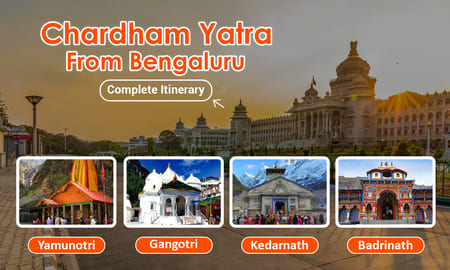 Chardham Yatra
From Bengaluru
Complete Itinerary
Yamunotri
Gangotri
Kedarnath
Badrinath